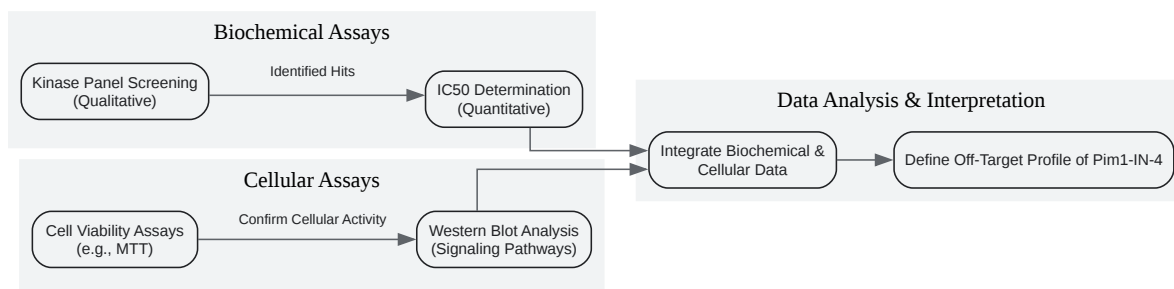 Biochemical Assays
Kinase Panel Screening
(Qualitative)
Identified Hits
IC50 Determination
(Quantitative)
Cellular Assays
Cell Viability Assays
(e.g., MTT)
Confirm Cellular Activity
Western Blot Analysis
(Signaling Pathways)
Data Analysis & Interpretation
Integrate Biochemical &
Cellular Data
Define Off-Target Profile of Pim1-IN-4